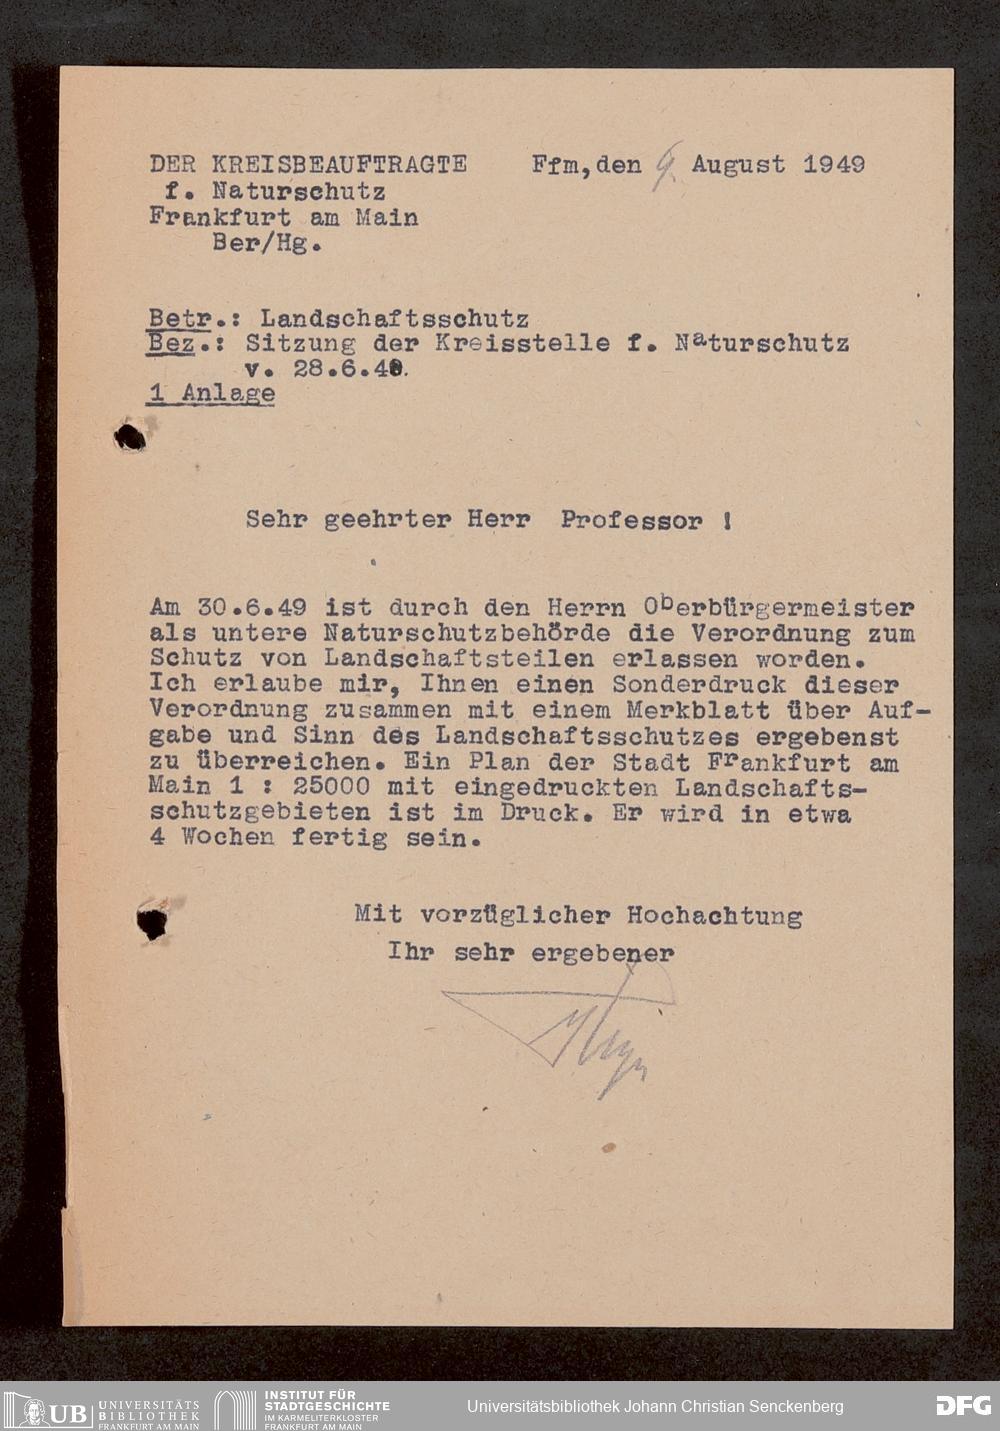 DER KREISBEAUFTRAGTE Ffm,den 9. August 1949
f. Naturschutz
Frankfurt am Main
Ber/Hg.
Betr.: Landschaftsschutz
Bez.: Sitzung der Kreisstelle f. Naturschutz
v. 28.6.4
1 Anlage
Sehr geehrter Herr Professor !
Am 30.6.49 ist durch den Herrn Oberbürgermeister
als untere Naturschutzbehörde die Verordnung zum
Schutz von Landschaftsteilen erlassen worden.
Ich erlaube mir, Ihnen einen Sonderdruck dieser
Verordnung zusammen mit einem Merkblatt über Auf-
gabe und Sinn des Landschaftsschutzes ergebenst
zu überreichen. Ein Plan der Stadt Frankfurt am
Main 1 : 25000 mit eingedruckten Landschafts-
schutzgebieten ist im Druck. Er wird in etwa
4 Wochen fertig sein.
Mit vorzüglicher Hochachtung
Ihr sehr ergebener
UB UNIVERSITÄTS
BIBLIOTHEK
FRANKFURT AM MAIN
INSTITUT FÜR
STADTGESCHICHTE
IM KARMELITERKLOSTER
FRANKFURT AM MAIN
Universitätsbibliothek Johann Christian Senckenberg
DFG